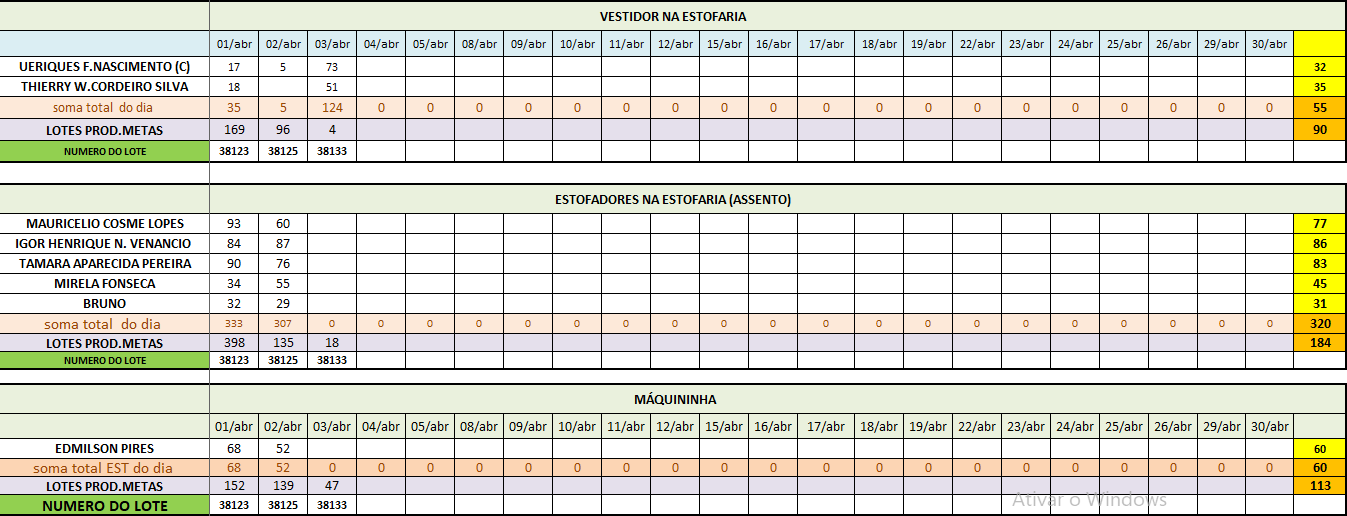 VESTIDOR NA ESTOFARIA
01/abr 02/abr 03/abr 04/abr 05/abr 08/abr 09/abr 10/abr 11/abr 12/abr 15/abr 16/abr 17/abr 18/abr 19/abr 22/abr 23/abr 24/abr 25/abr 26/abr 29/abr 30/abr
UERIQUES F.NASCIMENTO (C) 17 5 73 32
THIERRY W.CORDEIRO SILVA 18 51 35
soma total do dia 35 5 124 0 0 0 0 0 0 0 0 0 0 0 0 0 0 0 0 0 0 0 55
LOTES PROD.METAS 169 96 4 90
NUMERO DO LOTE 38123 38125 38133
ESTOFADORES NA ESTOFARIA (ASSENTO)
MAURICELIO COSME LOPES 93 60 77
IGOR HENRIQUE N. VENANCIO 84 87 86
TAMARA APARECIDA PEREIRA 90 76 83
MIRELA FONSECA 34 55 45
BRUNO 32 29 31
soma total do dia 333 307 0 0 0 0 0 0 0 0 0 0 0 0 0 0 0 0 0 0 0 0 320
LOTES PROD.METAS 398 135 18 184
NUMERO DO LOTE 38123 38125 38133
MÁQUININHA
01/abr 02/abr 03/abr 04/abr 05/abr 08/abr 09/abr 10/abr 11/abr 12/abr 15/abr 16/abr 17/abr 18/abr 19/abr 22/abr 23/abr 24/abr 25/abr 26/abr 29/abr 30/abr
EDMILSON PIRES 68 52 60
soma total EST do dia 68 52 0 0 0 0 0 0 0 0 0 0 0 0 0 0 0 0 0 0 0 0 60
LOTES PROD.METAS 152 139 47 113
NUMERO DO LOTE 38123 38125 38133
Ativar o Windows